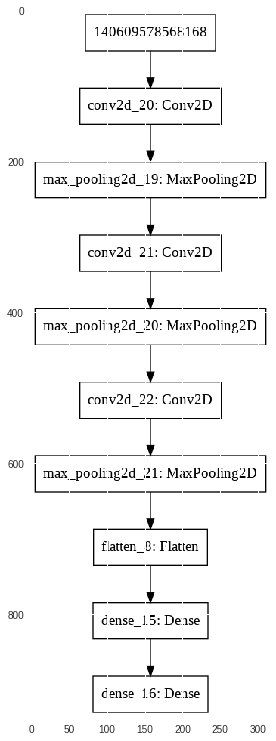 0
140609578568168
conv2d_20: Conv2D
200
max_pooling2d_19: MaxPooling2D
conv2d_21: Conv2D
400
max_pooling2d_20: MaxPooling2D
conv2d_22: Conv2D
600
max_pooling2d_21: MaxPooling2D
flatten_8: Flatten
800
dense_15: Dense
dense_16: Dense
0 50 100 150 200 250 300